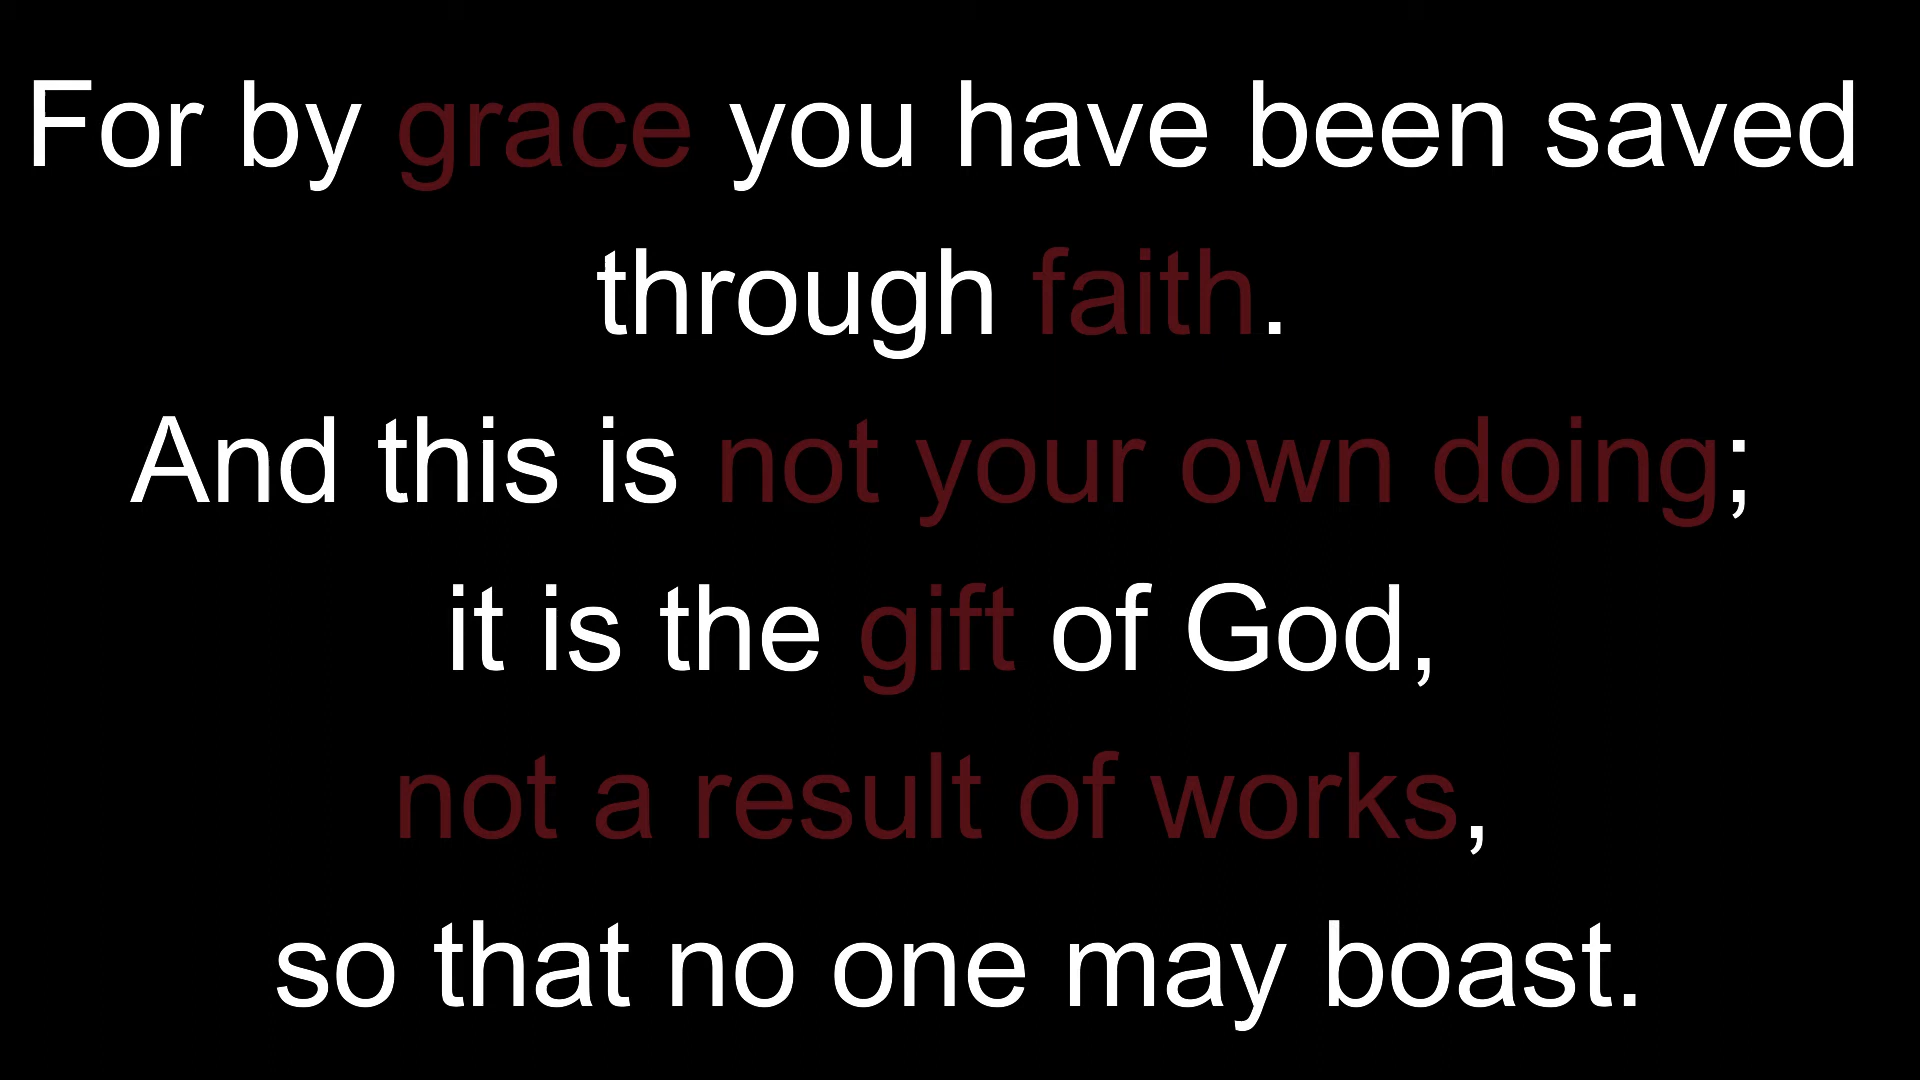 For by grace you have been saved
through faith.
And this is not your own doing;
it is the gift of God,
not a result of works,
so that no one may boast.